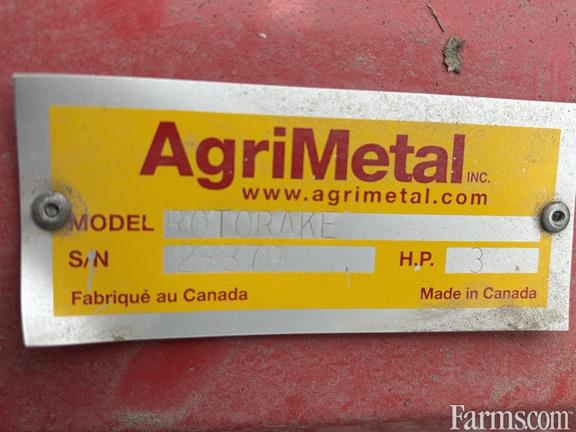 AgriMetal INC.
www.agrimetal.com
MODEL ROTORAKE
S/N
H.P. 3
Fabriqué au Canada Made in Canada
Farms.com